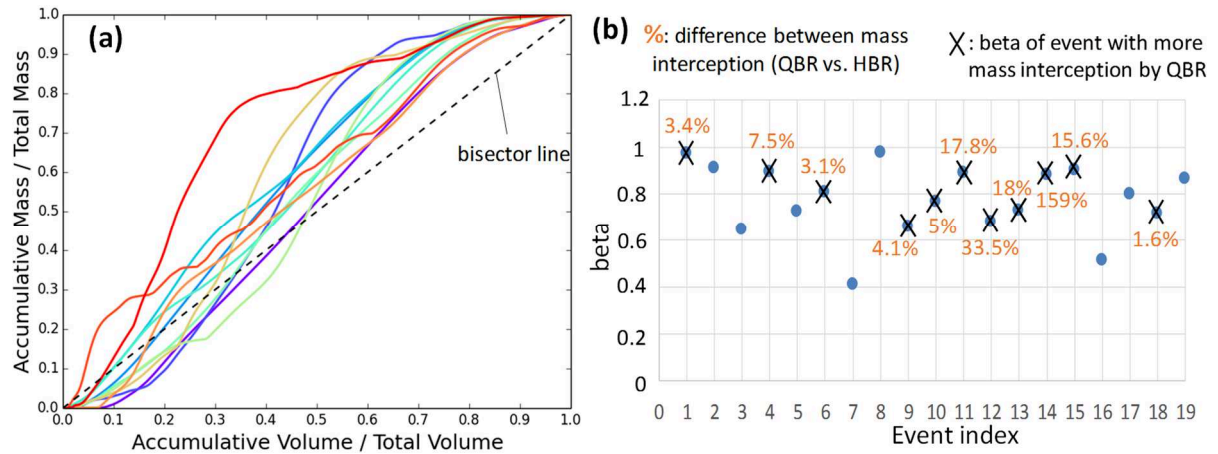 (a)
Accumulative Mass / Total Mass
1.0
0.9
0.8
0.7
0.6
0.5
0.4
0.3
0.2
0.1
0.0
bisector line
0.0 0.1 0.2 0.3 0.4 0.5 0.6 0.7 0.8 0.9 1.0
Accumulative Volume / Total Volume
(b)
%: difference between mass
interception (QBR vs. HBR)
X: beta of event with more
mass interception by QBR
beta
1.2
1
0.8
0.6
0.4
0.2
0
3.4%
7.5%
3.1%
4.1%
5%
17.8%
33.5%
18%
159%
15.6%
1.6%
0 1 2 3 4 5 6 7 8 9 10 11 12 13 14 15 16 17 18 19
Event index